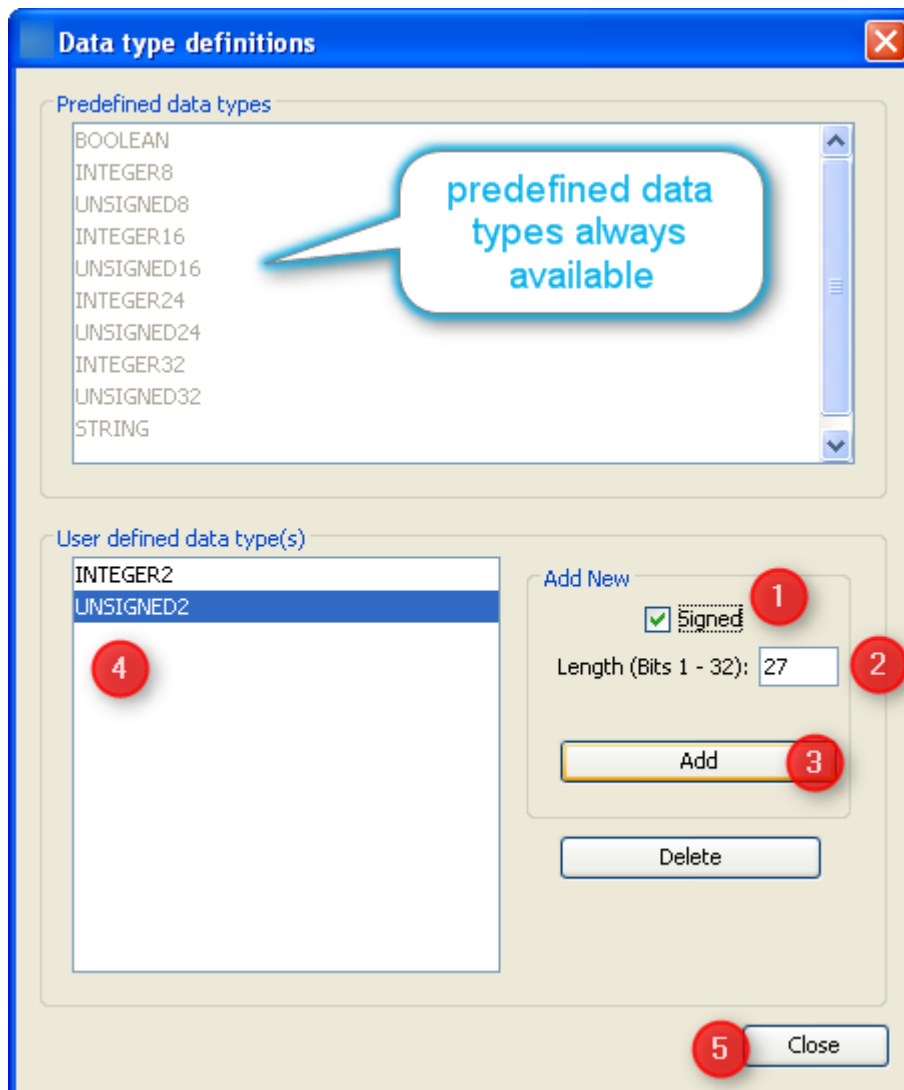 Data type definitions
Predefined data types
BOOLEAN
INTEGER8
UNSIGNED8
INTEGER16
UNSIGNED16
INTEGER24
UNSIGNED24
INTEGER32
UNSIGNED32
STRING
predefined data
types always
available
User defined data type(s)
INTEGER2
UNSIGNED2
4
Add New
Signed
1
Length (Bits 1 - 32): 27
2
Add
3
Delete
5
Close